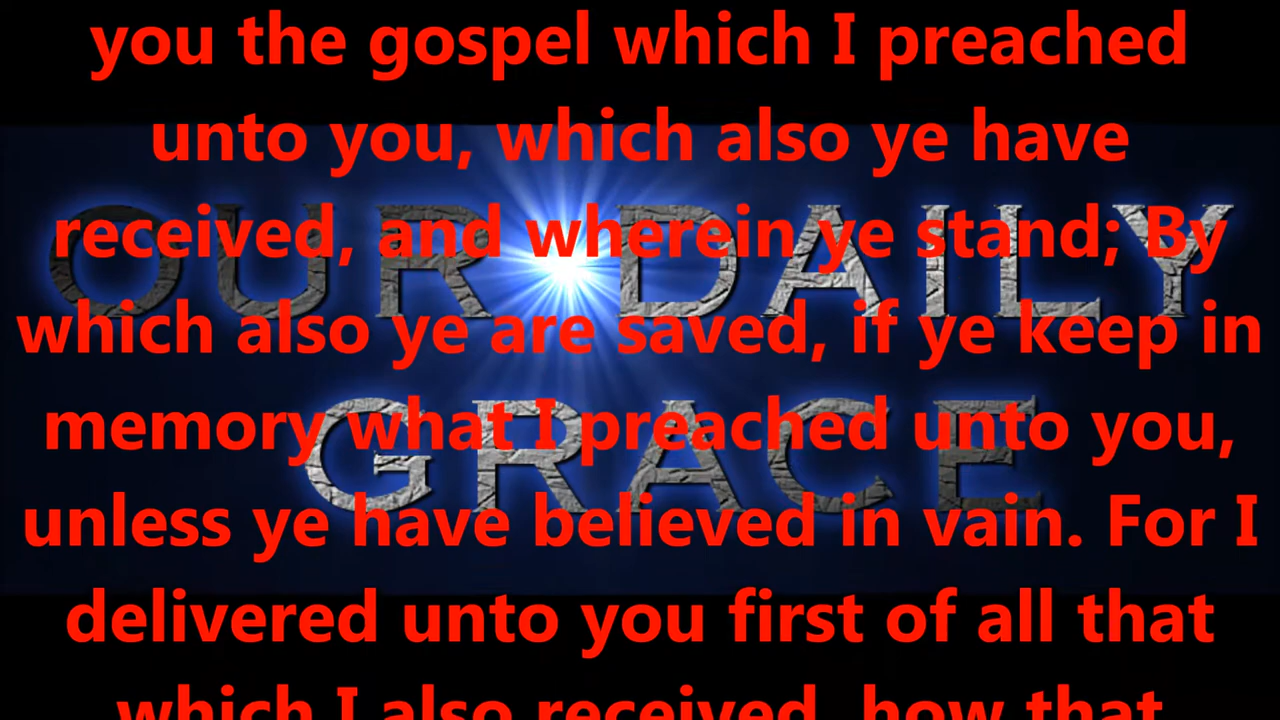 you the gospel which I preached
unto you, which also ye have
OUR DAILY
received, and wherein ye stand; By
which also ye are saved, if ye keep in
GRACE
memory what I preached unto you,
unless ye have believed in vain. For I
delivered unto you first of all that
which I also received, how that